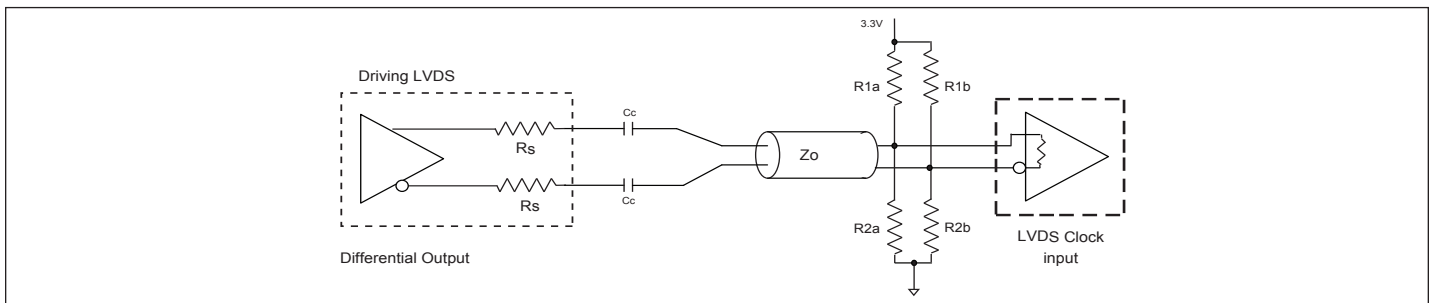 3.3V
Driving LVDS
R1a
R1b
Cc
Rs
Zo
Rs
Cc
R2a
R2b
LVDS Clock
input
Differential Output